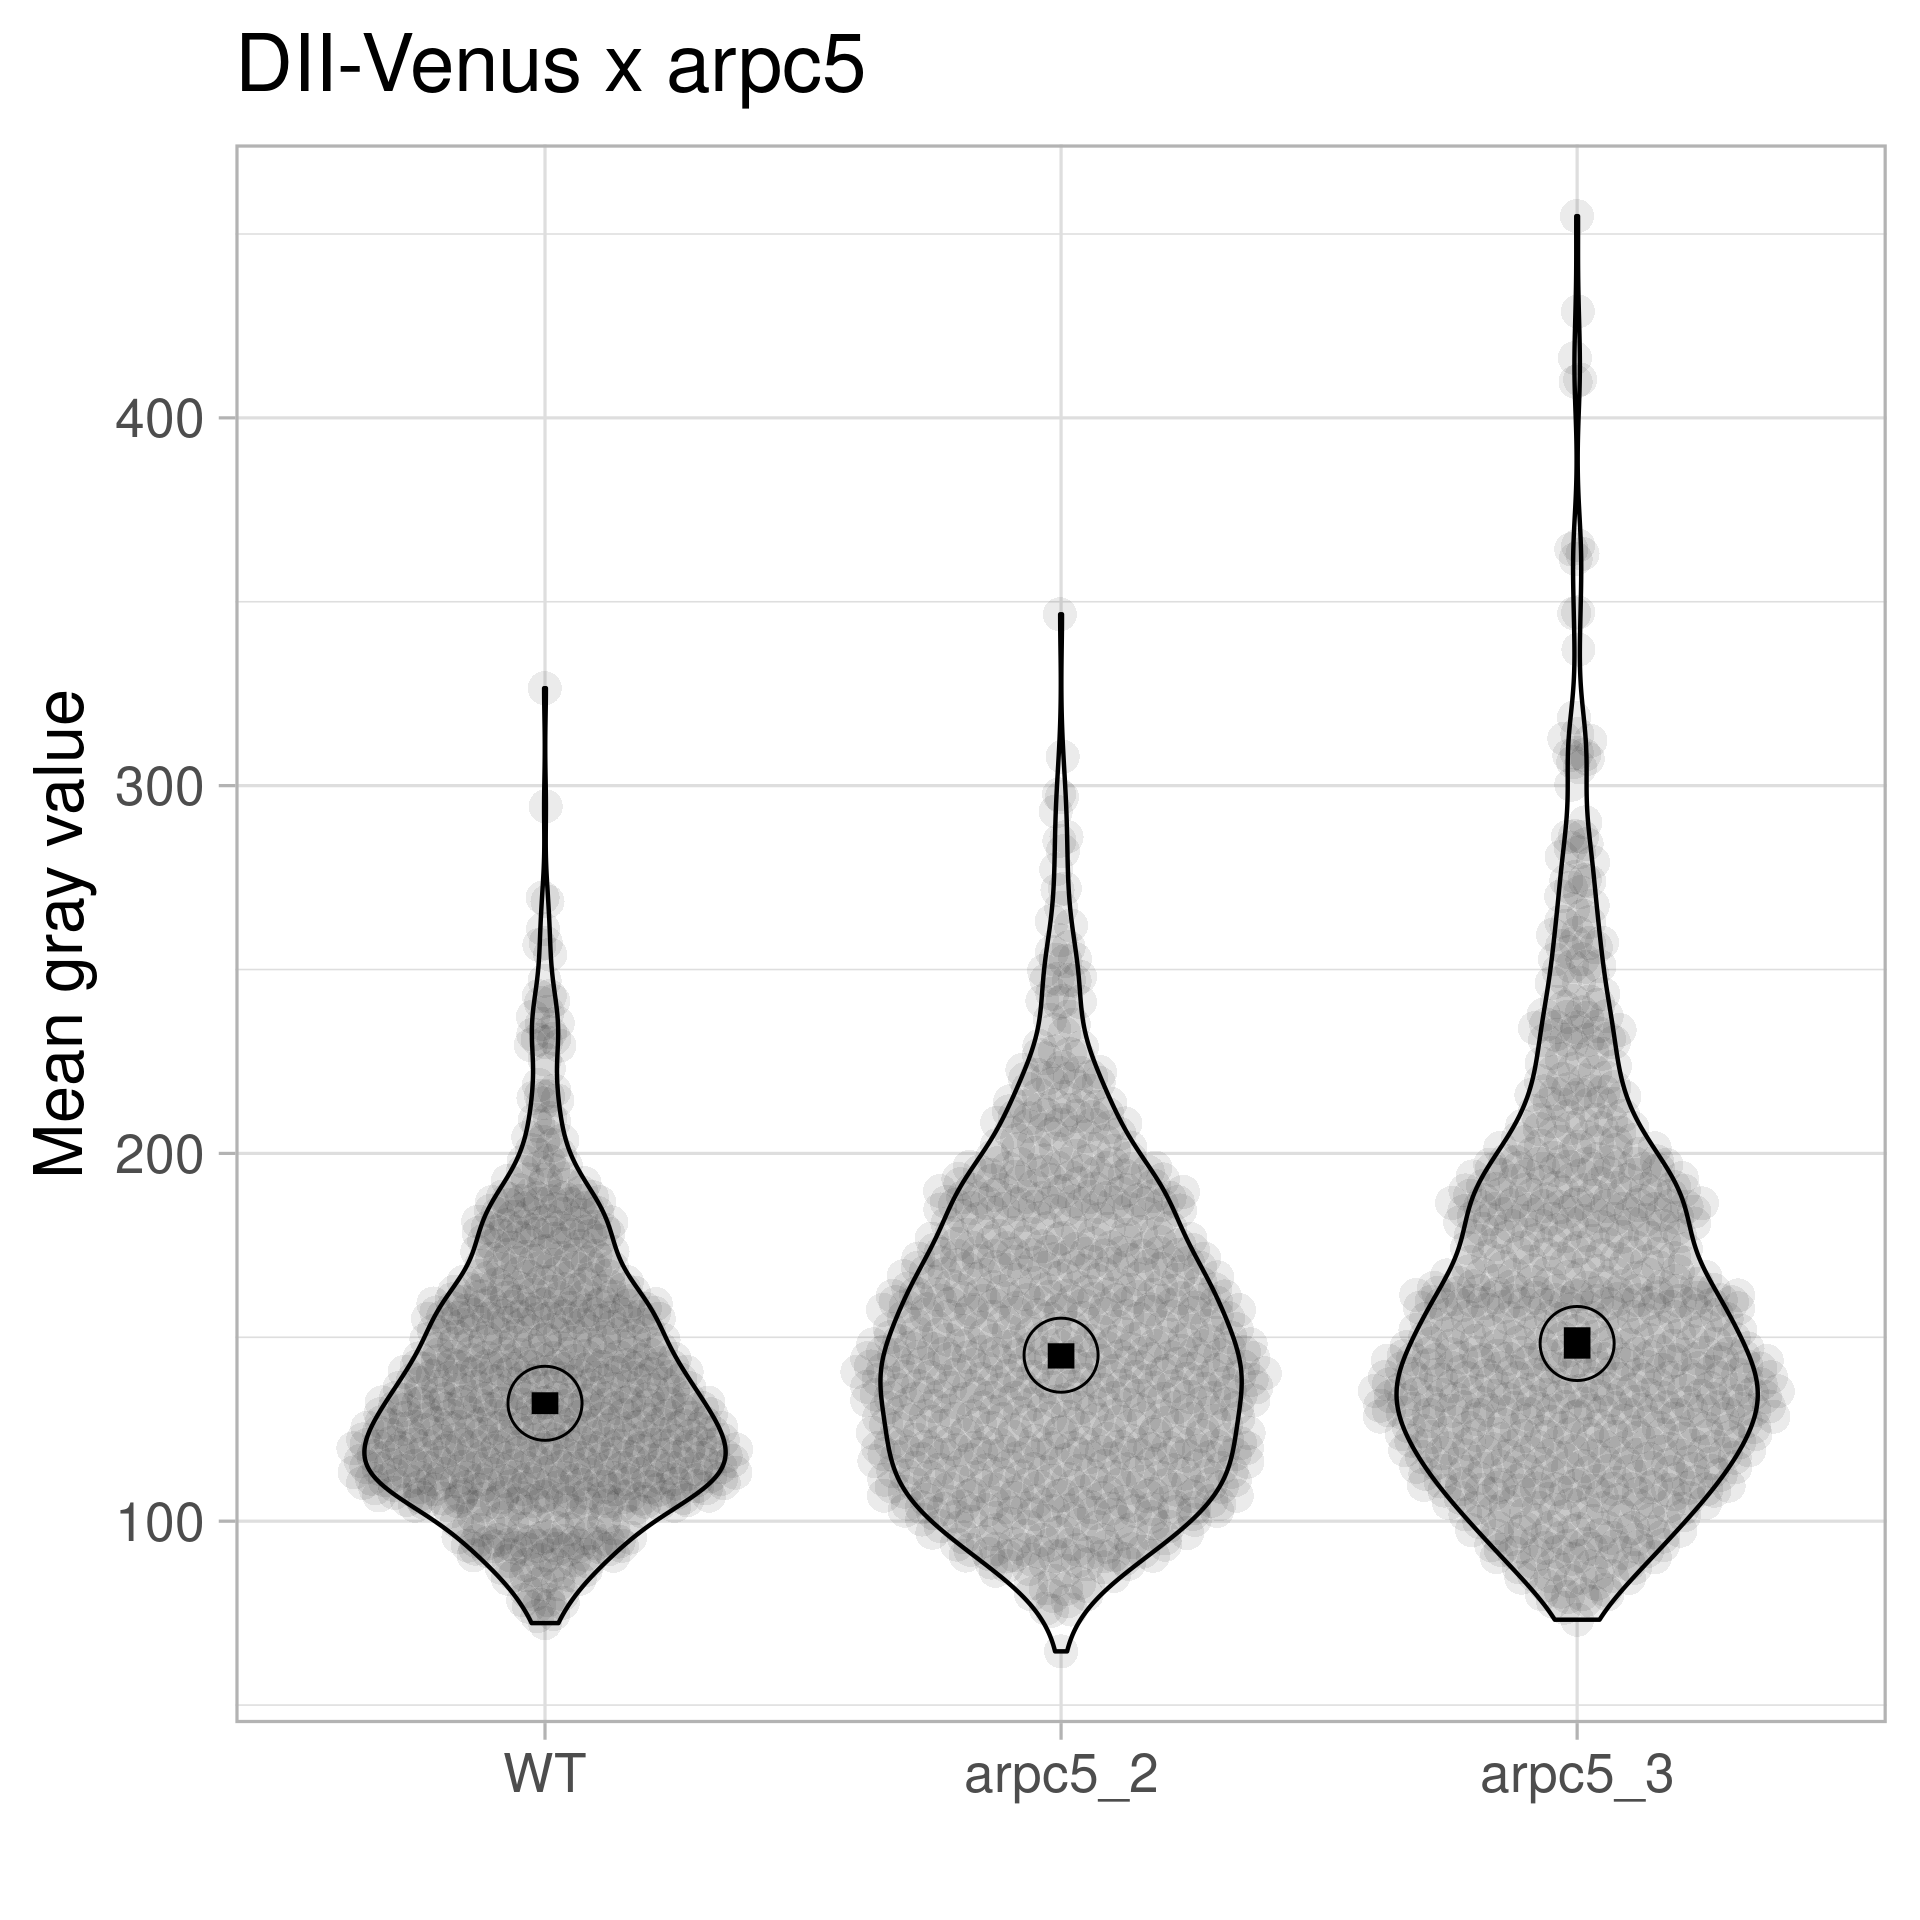 DII-Venus x arpc5
Mean gray value
400
300
200
100
WT
arpc5_2
arpc5_3